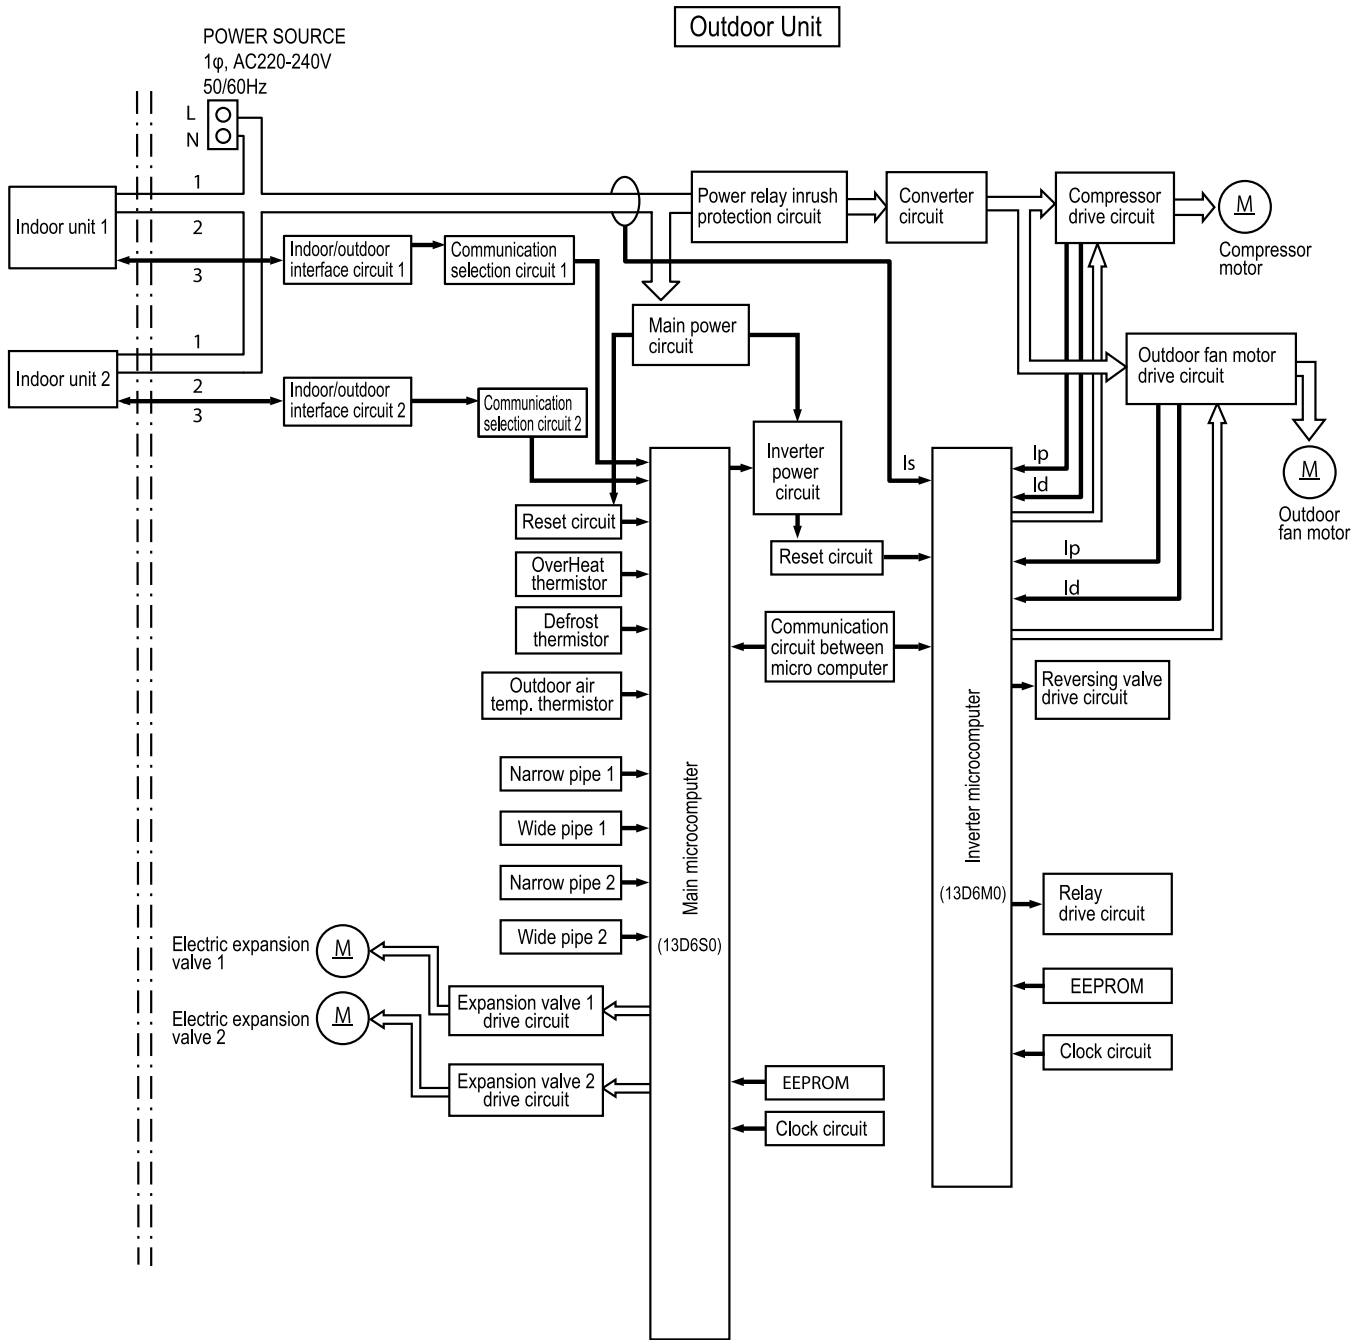 Outdoor Unit
POWER SOURCE
1φ, AC220-240V
50/60Hz
L
N
1
2
3
Indoor unit 1
Indoor/outdoor
interface circuit 1
Communication
selection circuit 1
Power relay inrush
protection circuit
Converter
circuit
Compressor
drive circuit
M
Compressor
motor
Main power
circuit
Outdoor fan motor
drive circuit
M
Outdoor
fan motor
Indoor unit 2
1
2
3
Indoor/outdoor
interface circuit 2
Communication
selection circuit 2
Inverter
power
circuit
Is
Ip
Id
Ip
Id
Reset circuit
Reset circuit
OverHeat
thermistor
Defrost
thermistor
Communication
circuit between
micro computer
Outdoor air
temp. thermistor
Reversing valve
drive circuit
Narrow pipe 1
Wide pipe 1
Narrow pipe 2
Wide pipe 2
Main microcomputer
(13D6S0)
Inverter microcomputer
(13D6M0)
Relay
drive circuit
EEPROM
Clock circuit
Electric expansion
valve 1
M
Electric expansion
valve 2
M
Expansion valve 1
drive circuit
Expansion valve 2
drive circuit
EEPROM
Clock circuit